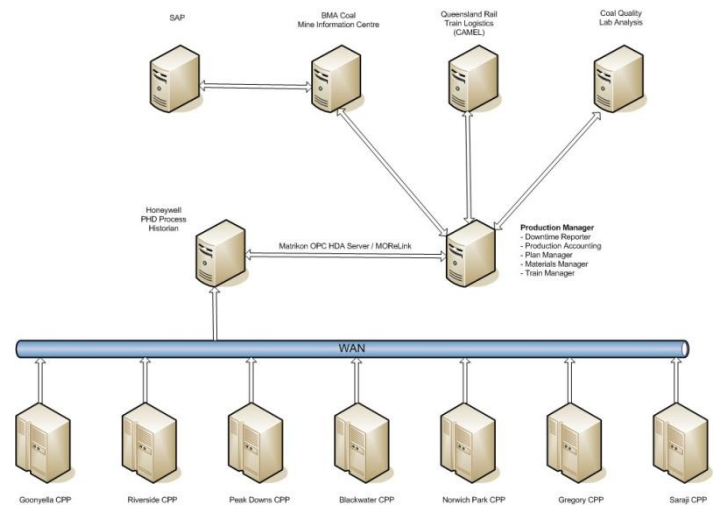 SAP
BMA Coal
Mine Information Centre
Queensland Rail
Train Logistics
(CAMEL)
Coal Quality
Lab Analysis
Honeywell
PHD Process
Historian
Matrikon OPC HDA Server / MOReLink
Production Manager
- Downtime Reporter
- Production Accounting
- Plan Manager
- Materials Manager
- Train Manager
WAN
Goonyella CPP
Riverside CPP
Peak Downs CPP
Blackwater CPP
Norwich Park CPP
Gregory CPP
Saraji CPP